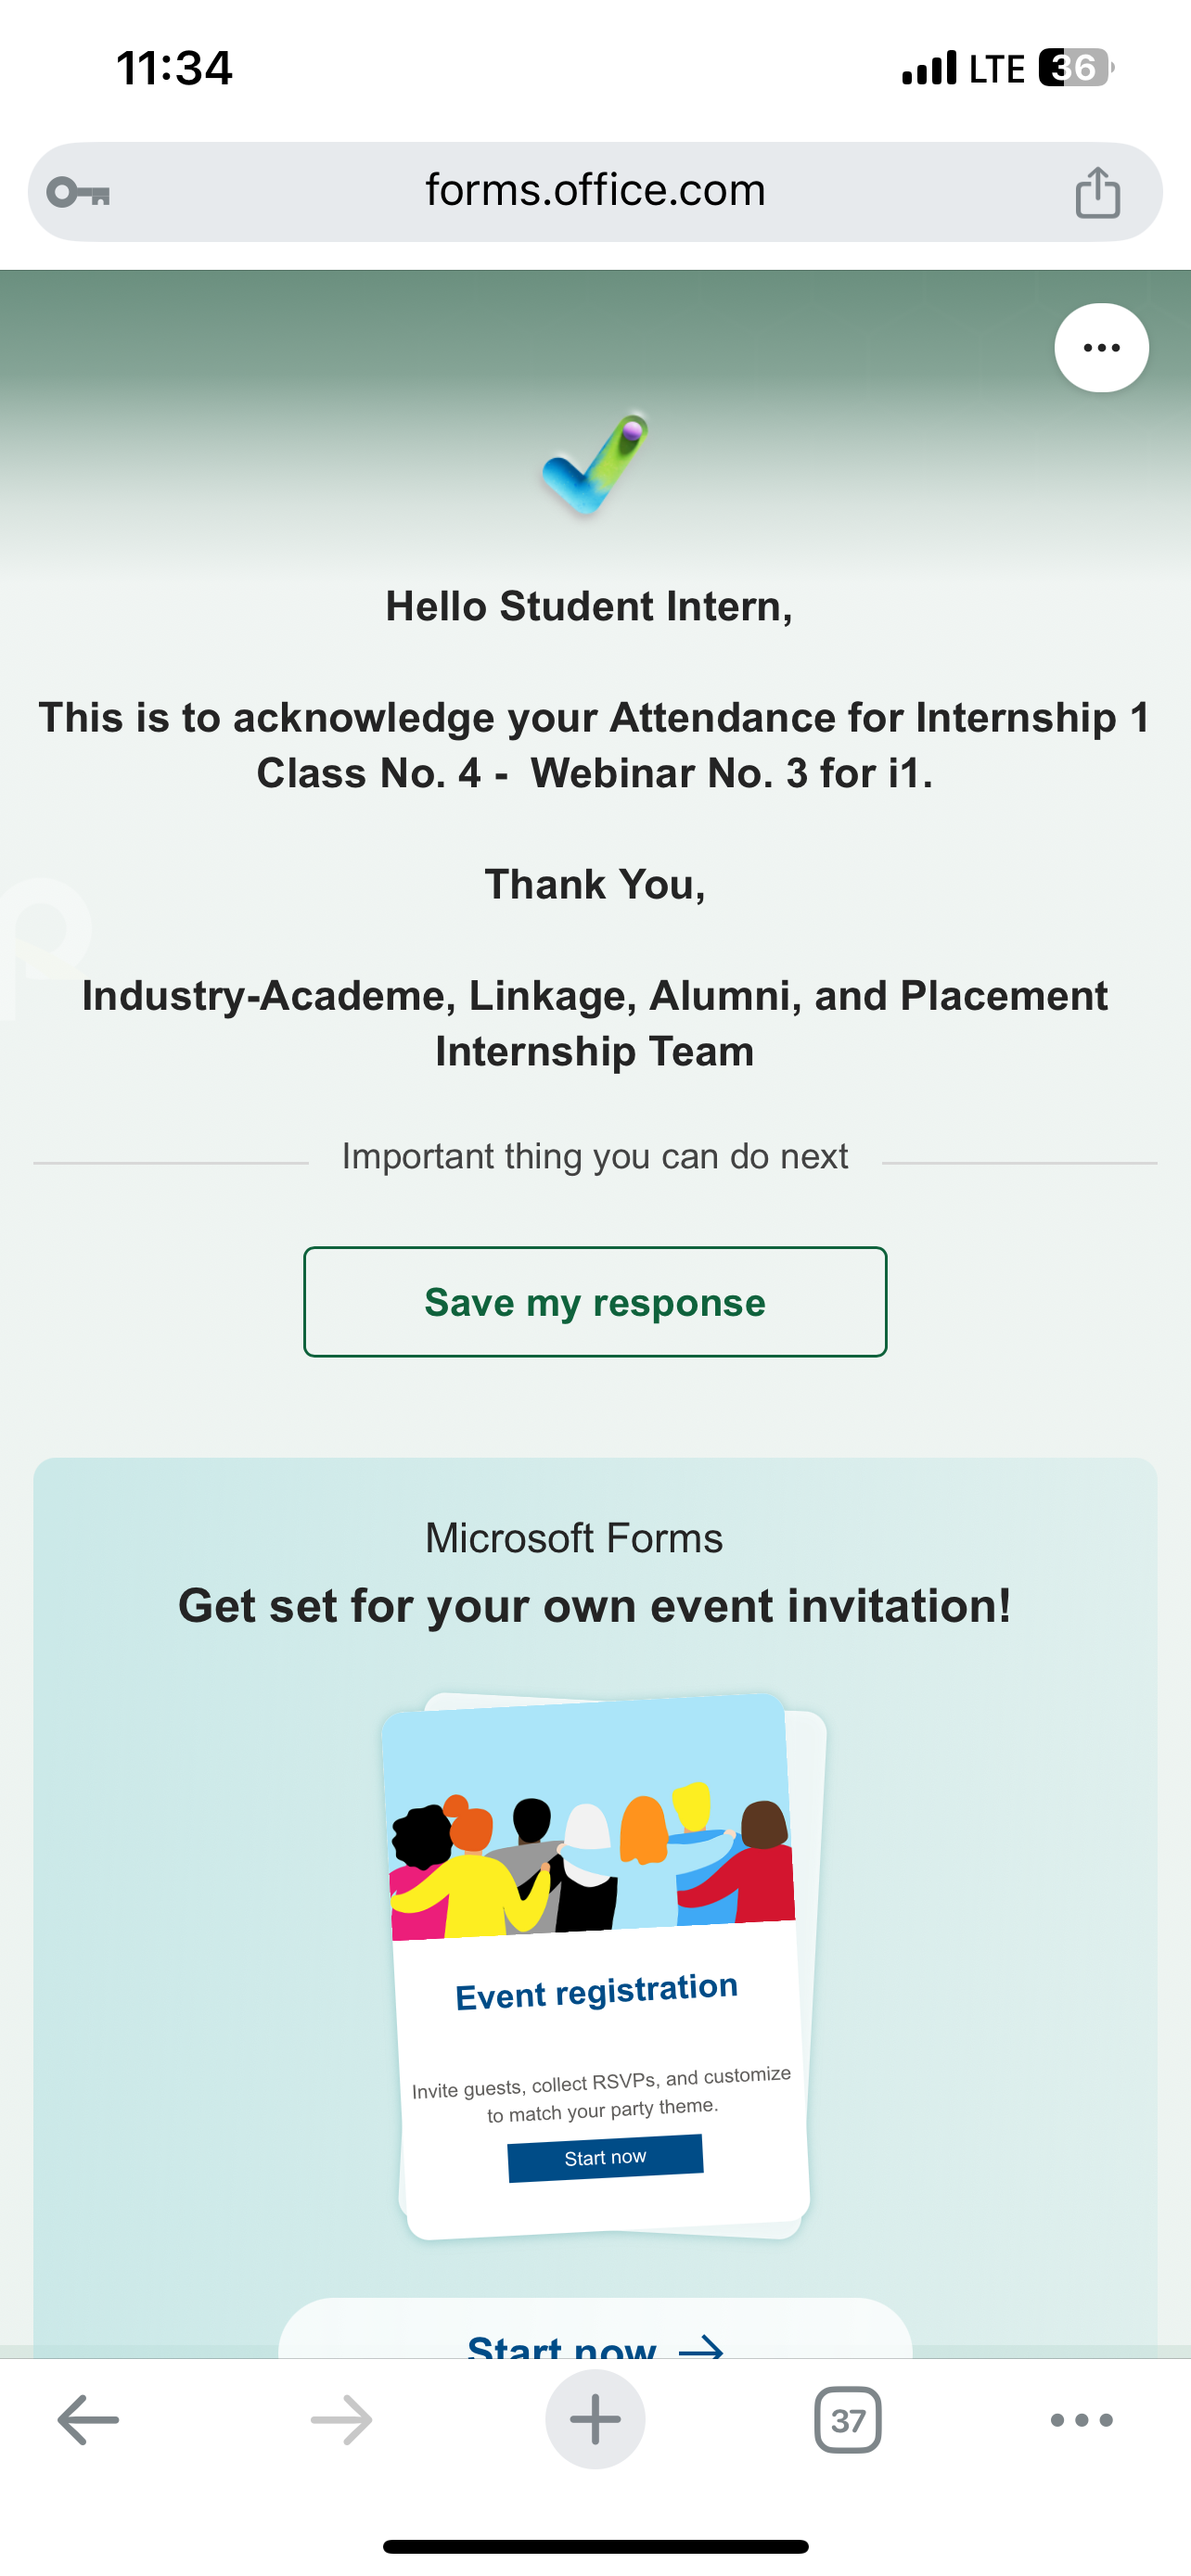 11:34
LTE 36
forms.office.com
Hello Student Intern,
This is to acknowledge your Attendance for Internship 1
Class No. 4 - Webinar No. 3 for i1.
Thank You,
Industry-Academe, Linkage, Alumni, and Placement
Internship Team
Important thing you can do next
Save my response
Microsoft Forms
Get set for your own event invitation!
Event registration
Invite guests, collect RSVPs, and customize
to match your party theme.
Start now
Start now
37